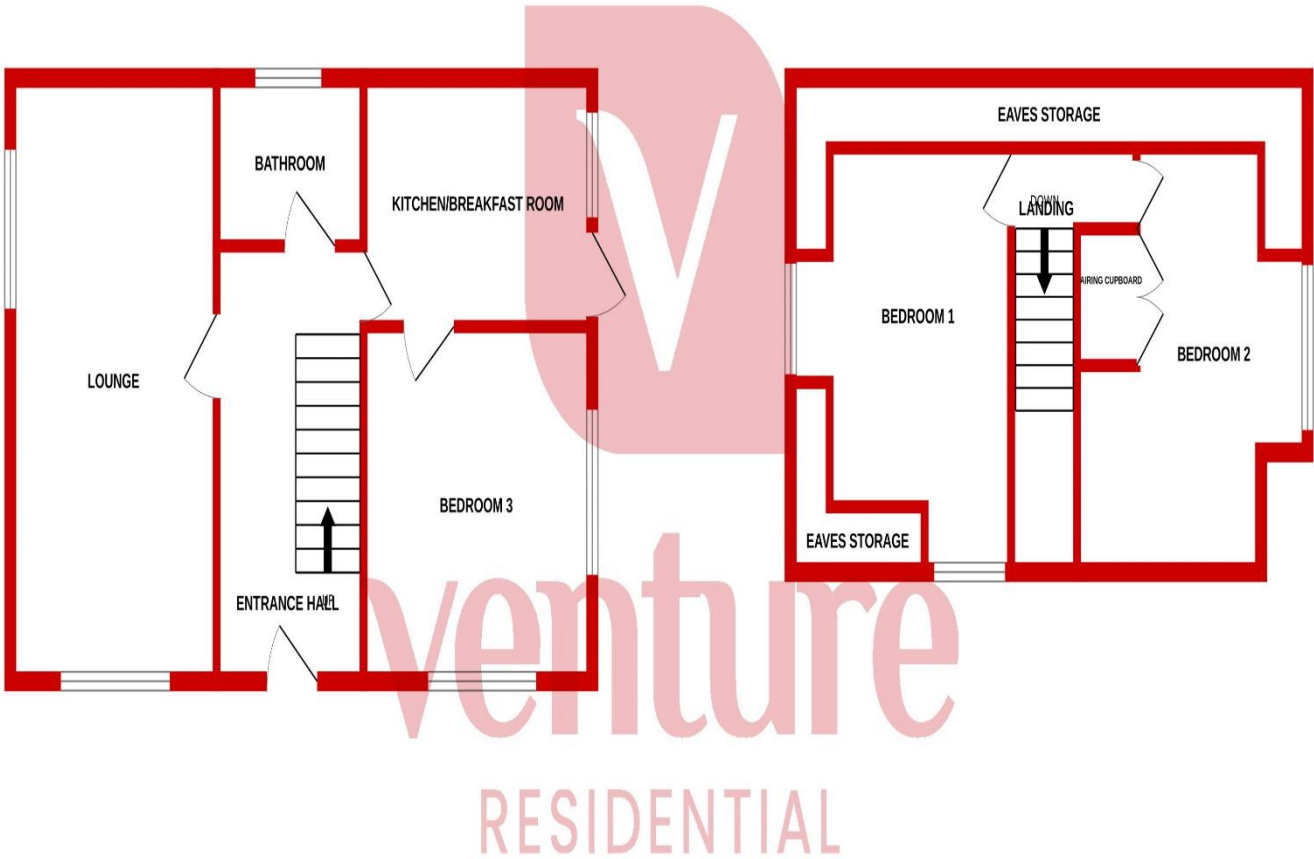 BATHROOM
KITCHEN/BREAKFAST ROOM
LOUNGE
BEDROOM 3
ENTRANCE HALL
UP
EAVES STORAGE
DOWN
LANDING
AIRING CUPBOARD
BEDROOM 1
BEDROOM 2
EAVES STORAGE
V
venture
RESIDENTIAL